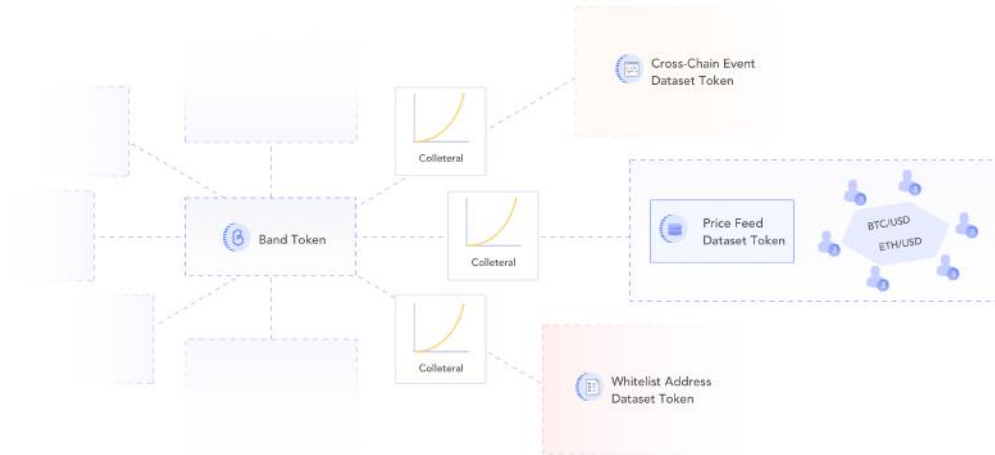 Cross-Chain Event
Dataset Token
Colleteral
Band Token
Colleteral
Price Feed
Dataset Token
BTC/USD
ETH/USD
Colleteral
Whitelist Address
Dataset Token